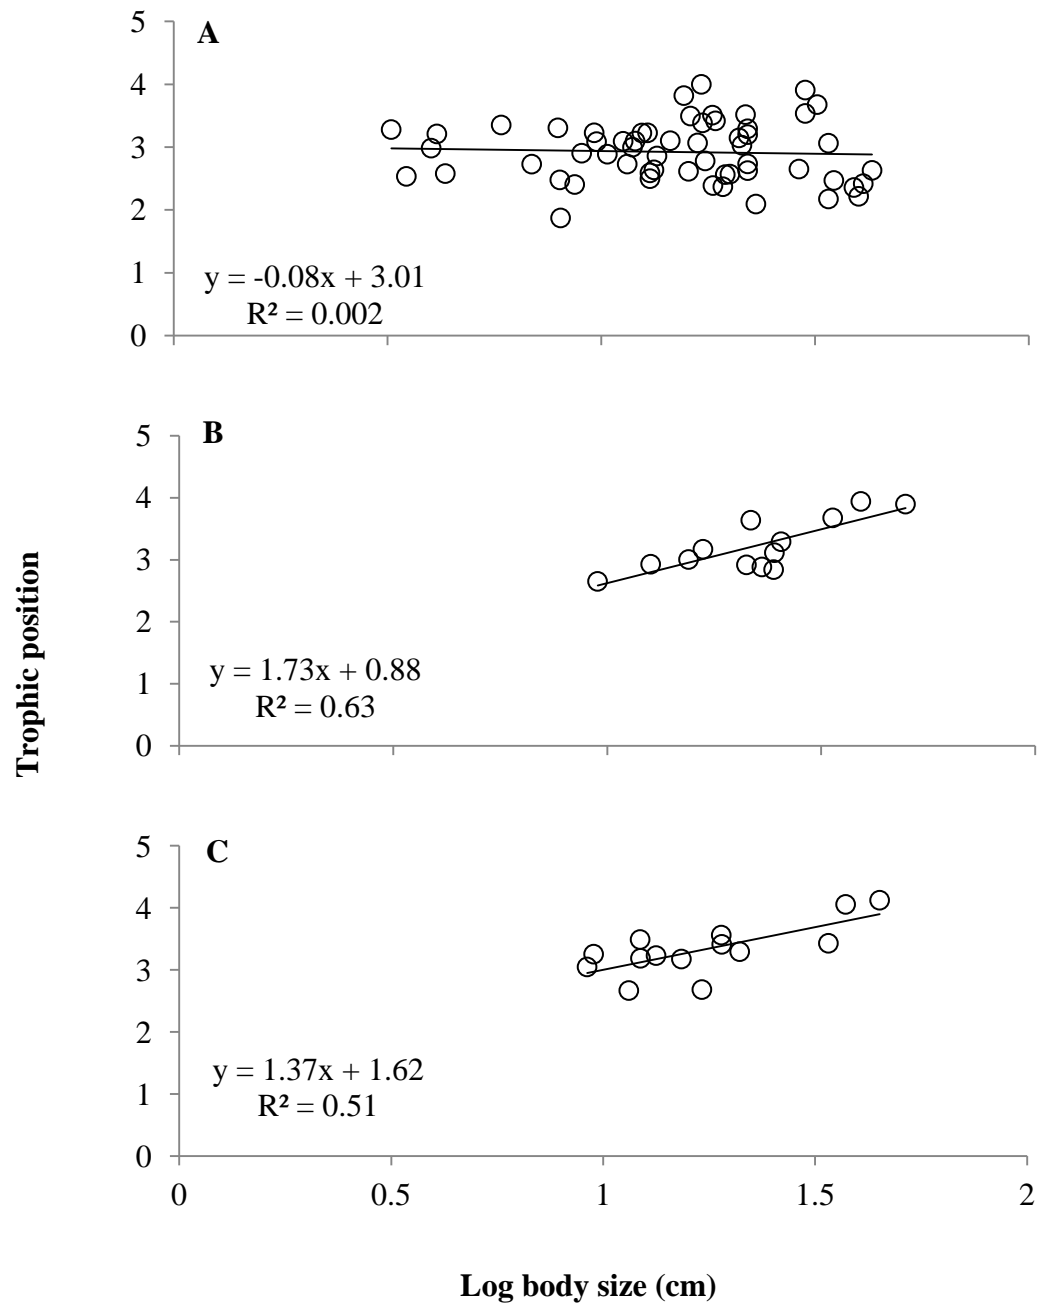 5
A
4
3
2
1
y = -0.08x + 3.01
R² = 0.002
0
5
B
4
3
2
1
y = 1.73x + 0.88
R² = 0.63
0
Trophic position
5
C
4
3
2
1
y = 1.37x + 1.62
R² = 0.51
0
0 0.5 1 1.5 2
Log body size (cm)